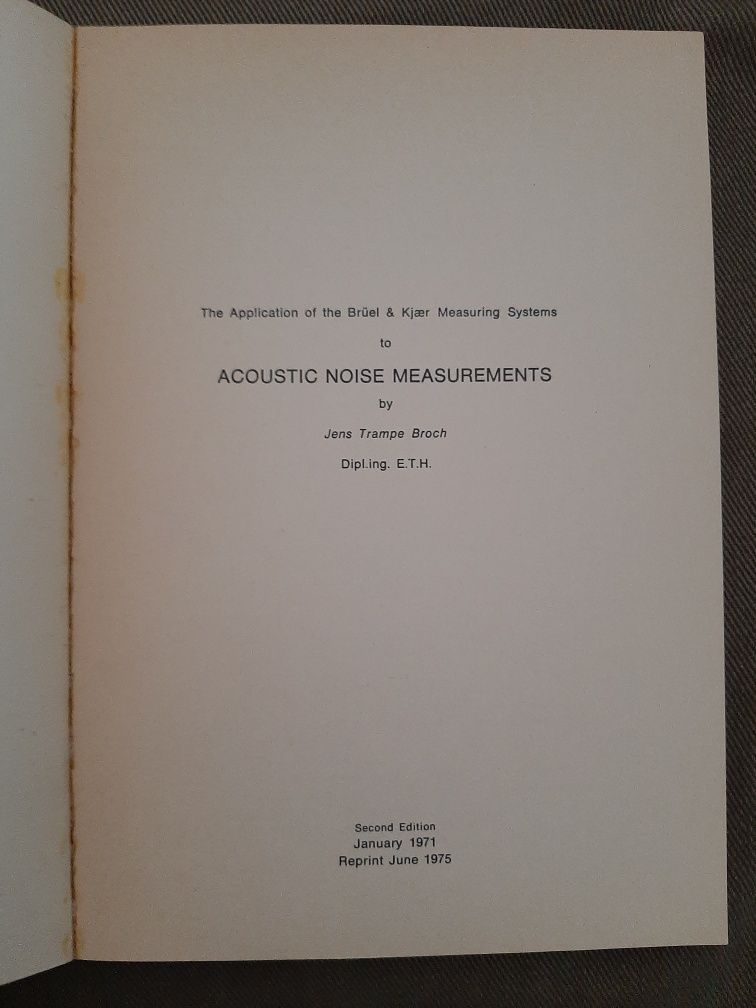 The Application of the Brüel & Kjær Measuring Systems
to
ACOUSTIC NOISE MEASUREMENTS
by
Jens Trampe Broch
Dipl.ing. E.T.H.
Second Edition
January 1971
Reprint June 1975